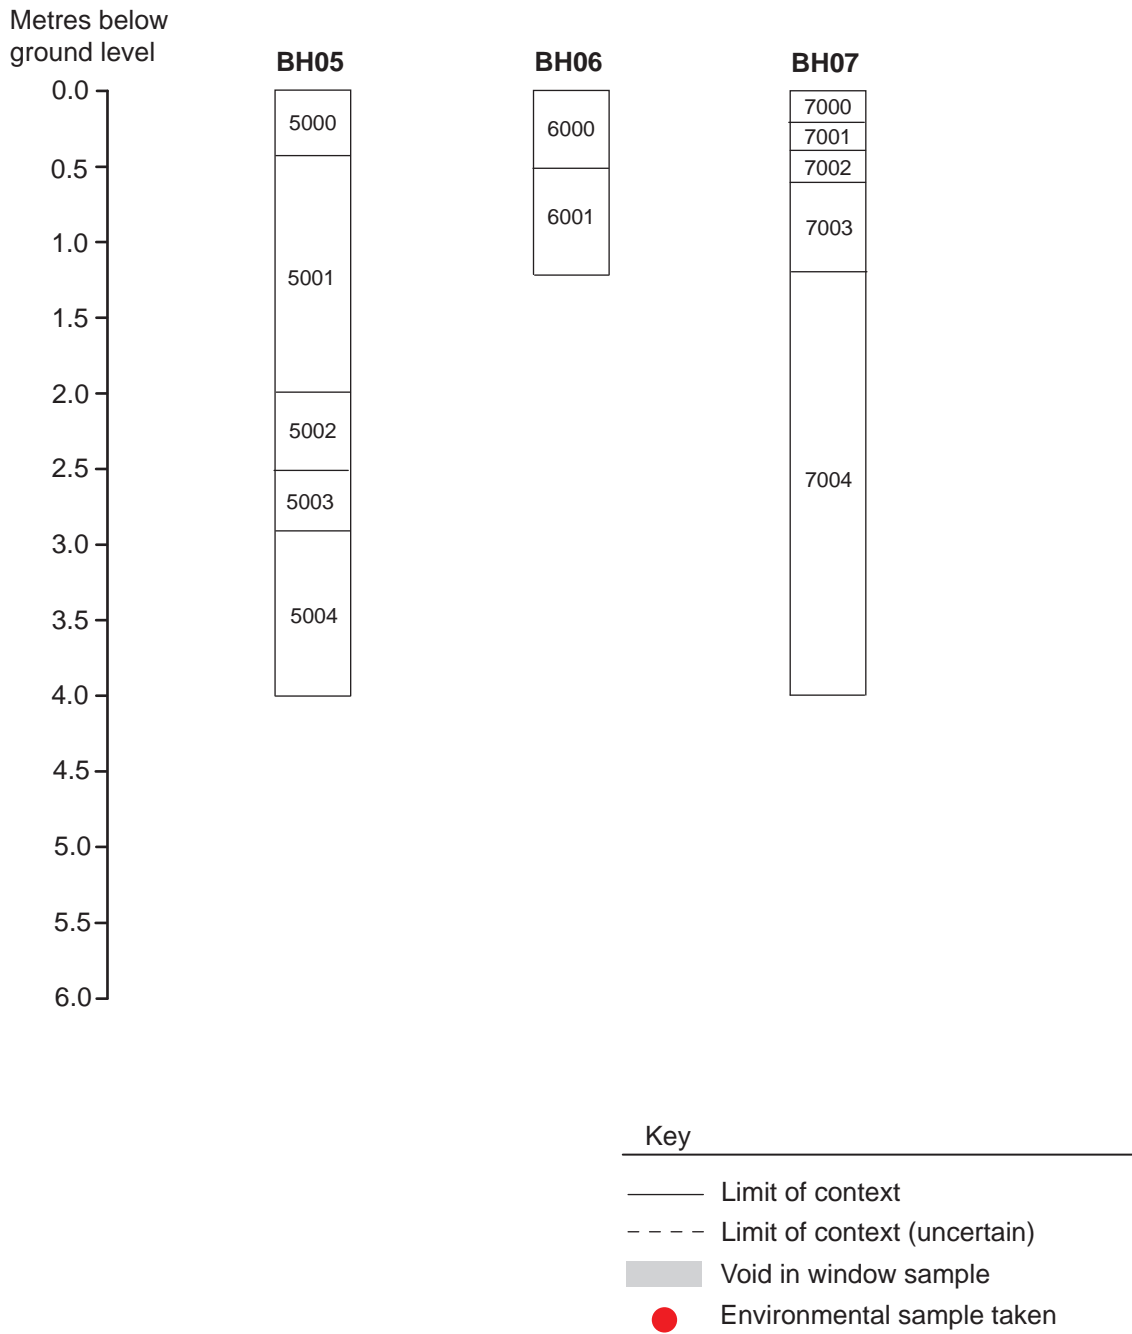 Metres below
ground level
BH05
BH06
BH07
0.0
0.5
1.0
1.5
2.0
2.5
3.0
3.5
4.0
4.5
5.0
5.5
6.0
5000
5001
5002
5003
5004
6000
6001
7000
7001
7002
7003
7004
Key
Limit of context
Limit of context (uncertain)
Void in window sample
Environmental sample taken